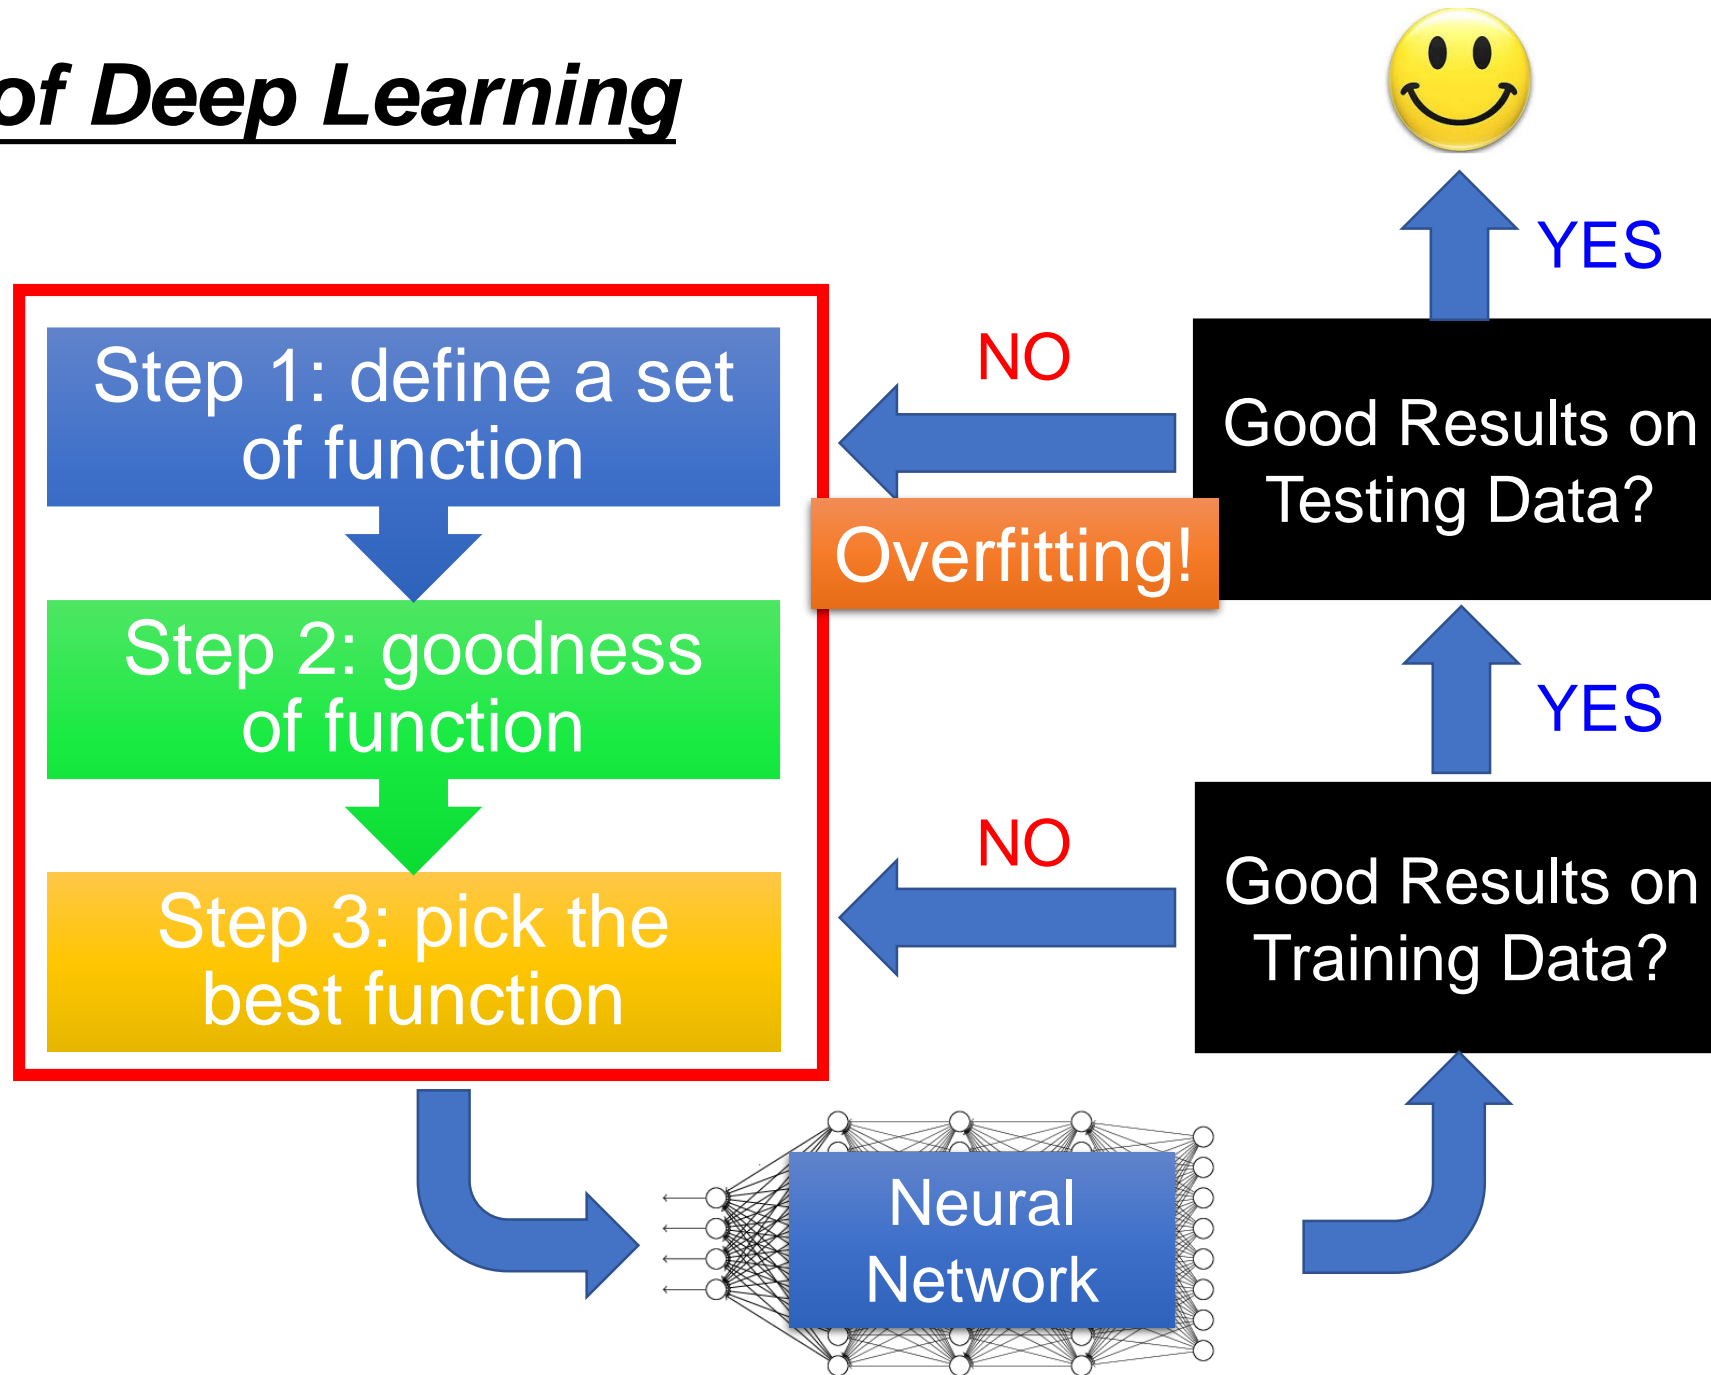 of Deep Learning
YES
NO
Step 1: define a set
of function
Good Results on
Testing Data?
Overfitting!
Step 2: goodness
of function
YES
NO
Step 3: pick the
best function
Good Results on
Training Data?
Neural
Network